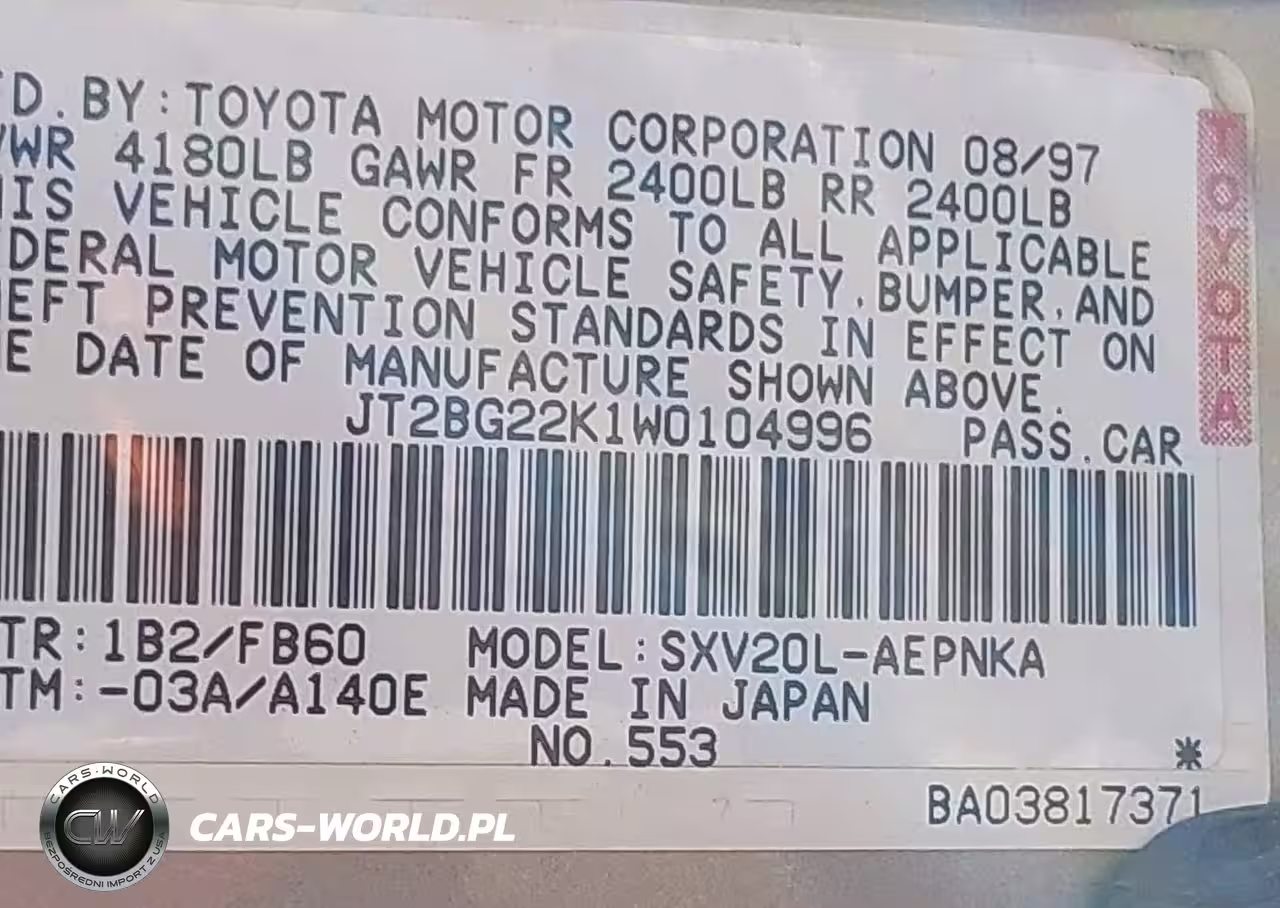 D.BY:TOYOTA MOTOR CORPORATION 08/97
WR 4180LB GAWR FR 2400LB RR 2400LB
IS VEHICLE CONFORMS TO ALL APPLICABLE
DERAL MOTOR VEHICLE SAFETY,BUMPER,AND
EFT PREVENTION STANDARDS IN EFFECT ON
E DATE OF MANUFACTURE SHOWN ABOVE.
JT2BG22K1W0104996 PASS.CAR
TR:1B2/FB60 MODEL:SXV20L-AEPNKA
TM:-03A/A140E MADE IN JAPAN
NO.553
*
BA03817371
TOYOTA
CARS-WORLD
CW
BEZPOŚREDNI IMPORT Z USA
CARS-WORLD.PL